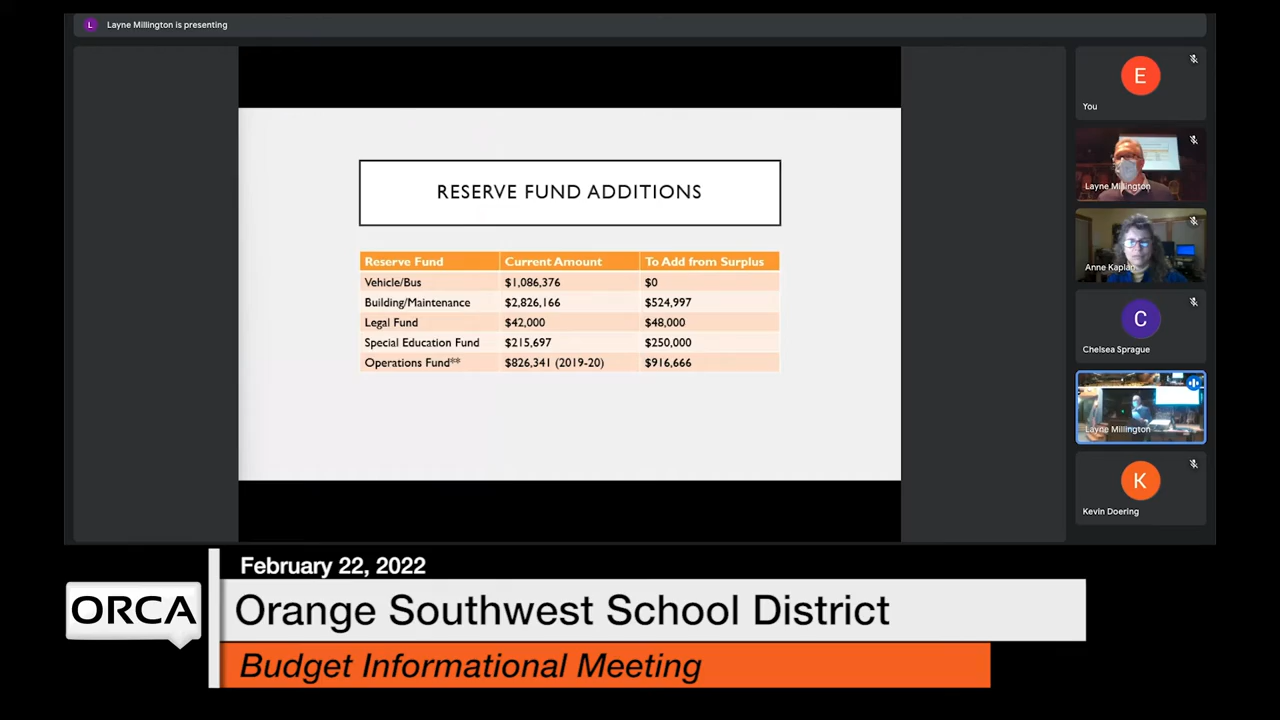 L Layne Millington is presenting
RESERVE FUND ADDITIONS
Reserve Fund Current Amount To Add from Surplus
Vehicle/Bus $1,086,376 $0
Building/Maintenance $2,826,166 $524,997
Legal Fund $42,000 $48,000
Special Education Fund $215,697 $250,000
Operations Fund** $826,341 (2019-20) $916,666
E
You
Layne Millington
Anne Kaplan
C
Chelsea Sprague
Layne Millington
K
Kevin Doering
February 22, 2022
ORCA
Orange Southwest School District
Budget Informational Meeting